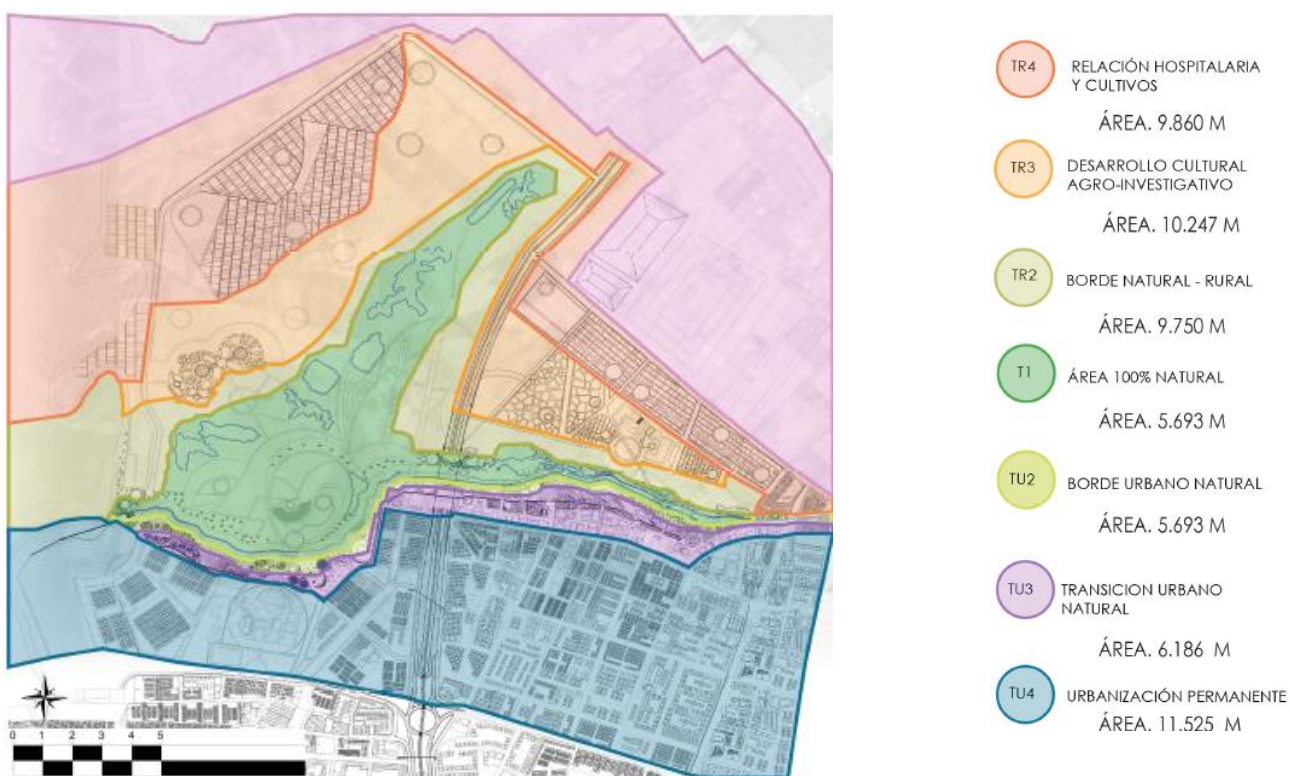 TR4
RELACIÓN HOSPITALARIA
Y CULTIVOS
ÁREA. 9.860 M
TR3
DESARROLLO CULTURAL
AGRO-INVESTIGATIVO
ÁREA. 10.247 M
TR2
BORDE NATURAL - RURAL
ÁREA. 9.750 M
T1
ÁREA 100% NATURAL
ÁREA. 5.693 M
TU2
BORDE URBANO NATURAL
ÁREA. 5.693 M
TU3
TRANSICION URBANO
NATURAL
ÁREA. 6.186 M
TU4
URBANIZACIÓN PERMANENTE
ÁREA. 11.525 M
0 1 2 3 4 5